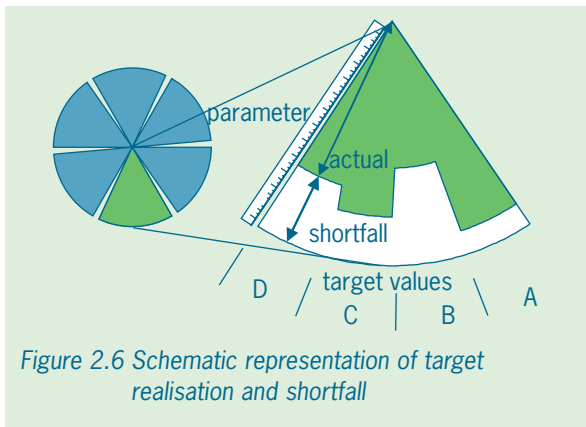 parameter
actual
shortfall
target values
D
C
B
A
Figure 2.6 Schematic representation of target
realisation and shortfall